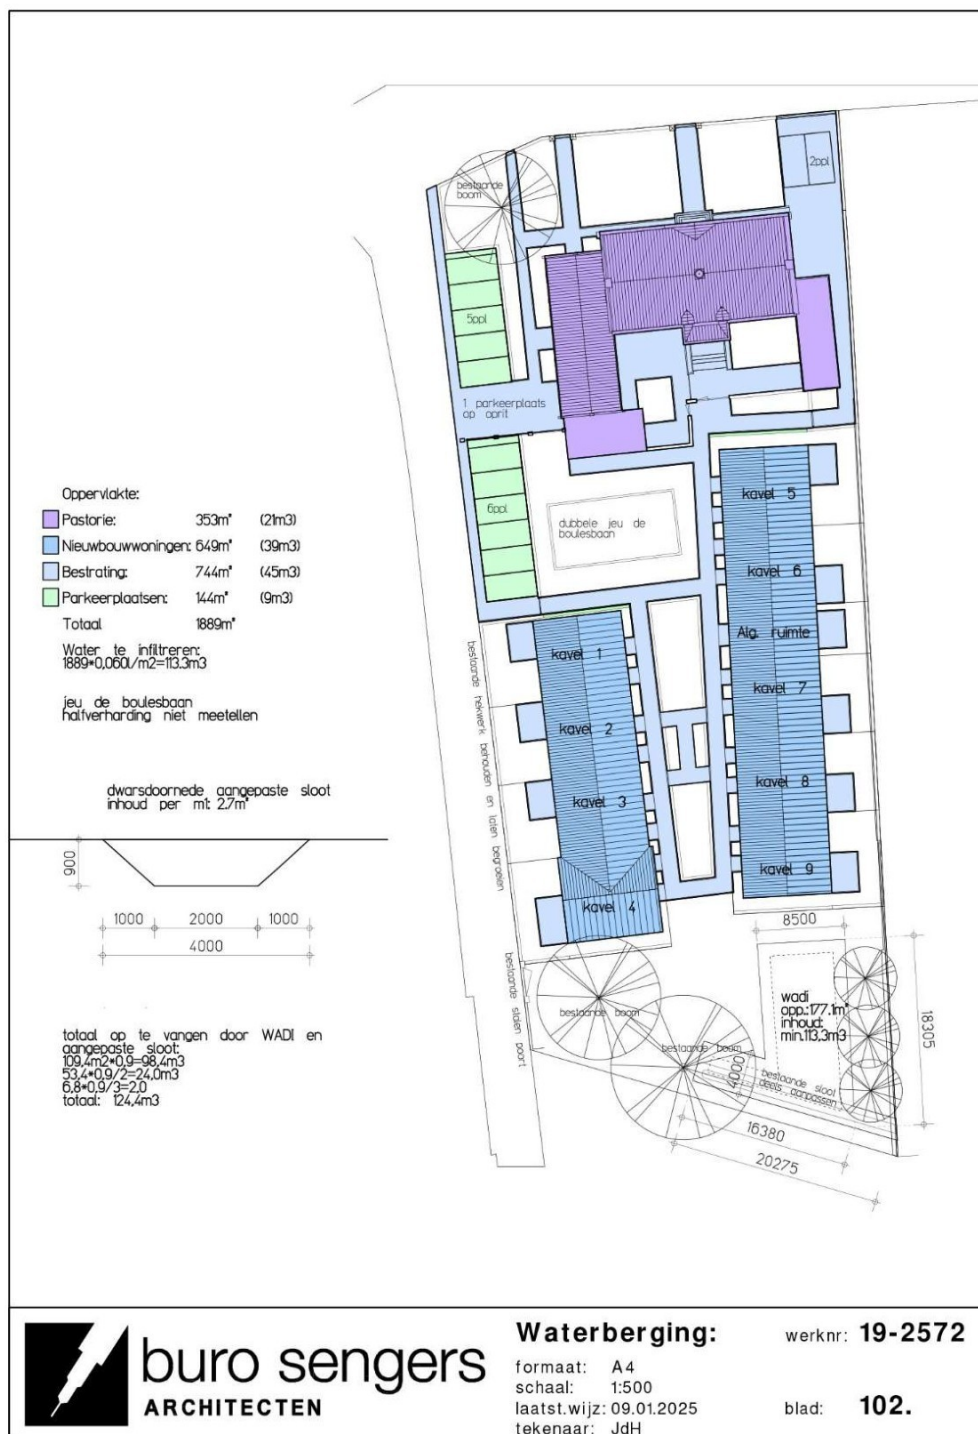 2ppl
bestaande
boom
5ppl
1 parkeerplaats
op oprit
6ppl
dubbele jeu de
boulesbaan
kavel 5
kavel 6
Alg. ruimte
kavel 7
kavel 8
kavel 9
kavel 1
kavel 2
kavel 3
kavel 4
bestaande hekwerk behouden en laten begroeien
bestaande stalen poort
Oppervlakte:
Pastorie: 353m² (21m3)
Nieuwbouwwoningen: 649m² (39m3)
Bestrating: 744m² (45m3)
Parkeerplaatsen: 144m² (9m3)
Totaal 1889m²
Water te infiltreren:
1889*0,060l/m2=113.3m3
jeu de boulesbaan
halfverharding niet meetellen
dwarsdoornede aangepaste sloot
inhoud per m1: 2.7m²
900
1000 2000 1000
4000
totaal op te vangen door WADI en
aangepaste sloot:
109,4m2*0,9=98,4m3
53,4*0,9/2=24,0m3
6,8*0,9/3=2,0
totaal: 124,4m3
8500
wadi
opp.:177.1m²
inhoud:
min.113,3m3
18305
bestaande boom
bestaande boom
4000
bestaande sloot
deels aanpassen
16380
20275
buro sengers
ARCHITECTEN
Waterberging: werknr: 19-2572
formaat: A4
schaal: 1:500
laatst.wijz: 09.01.2025 blad: 102.
tekenaar: JdH